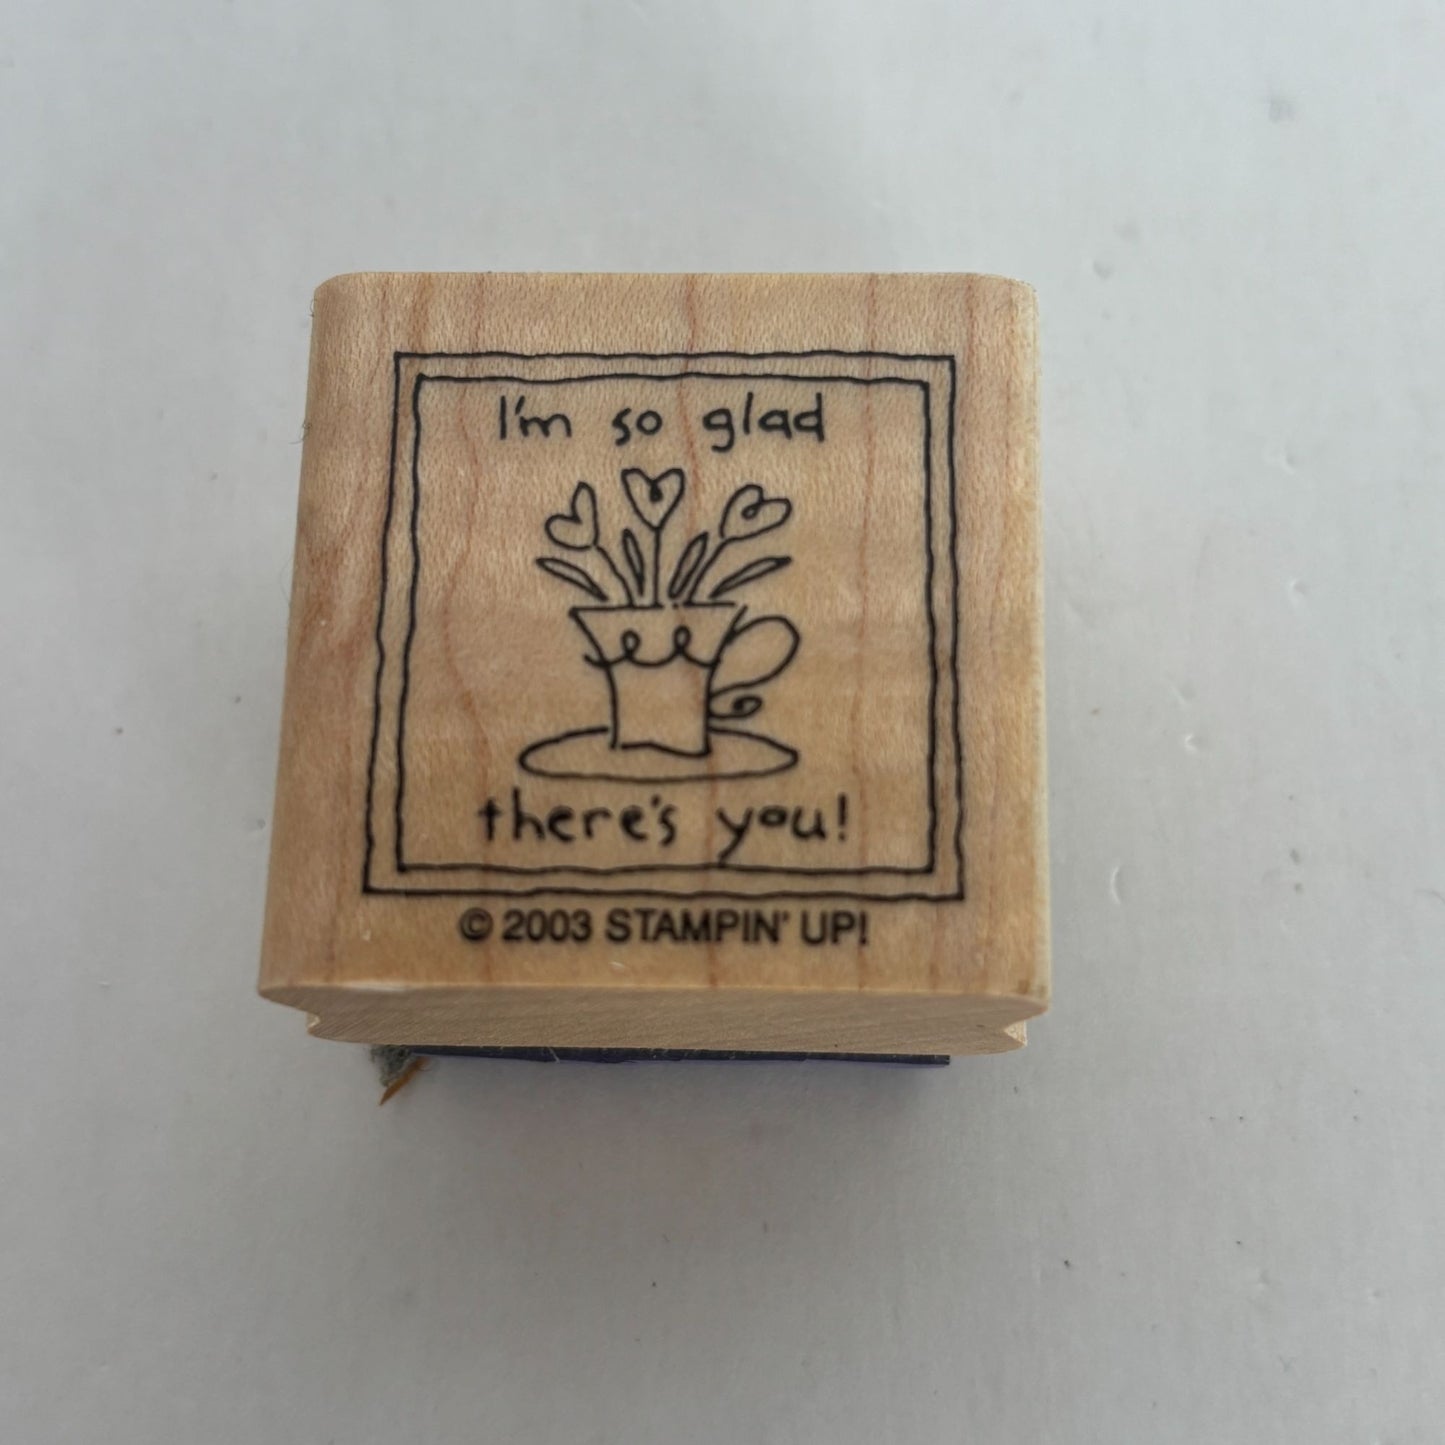 I'm so glad
there's you!
© 2003 STAMPIN' UP!